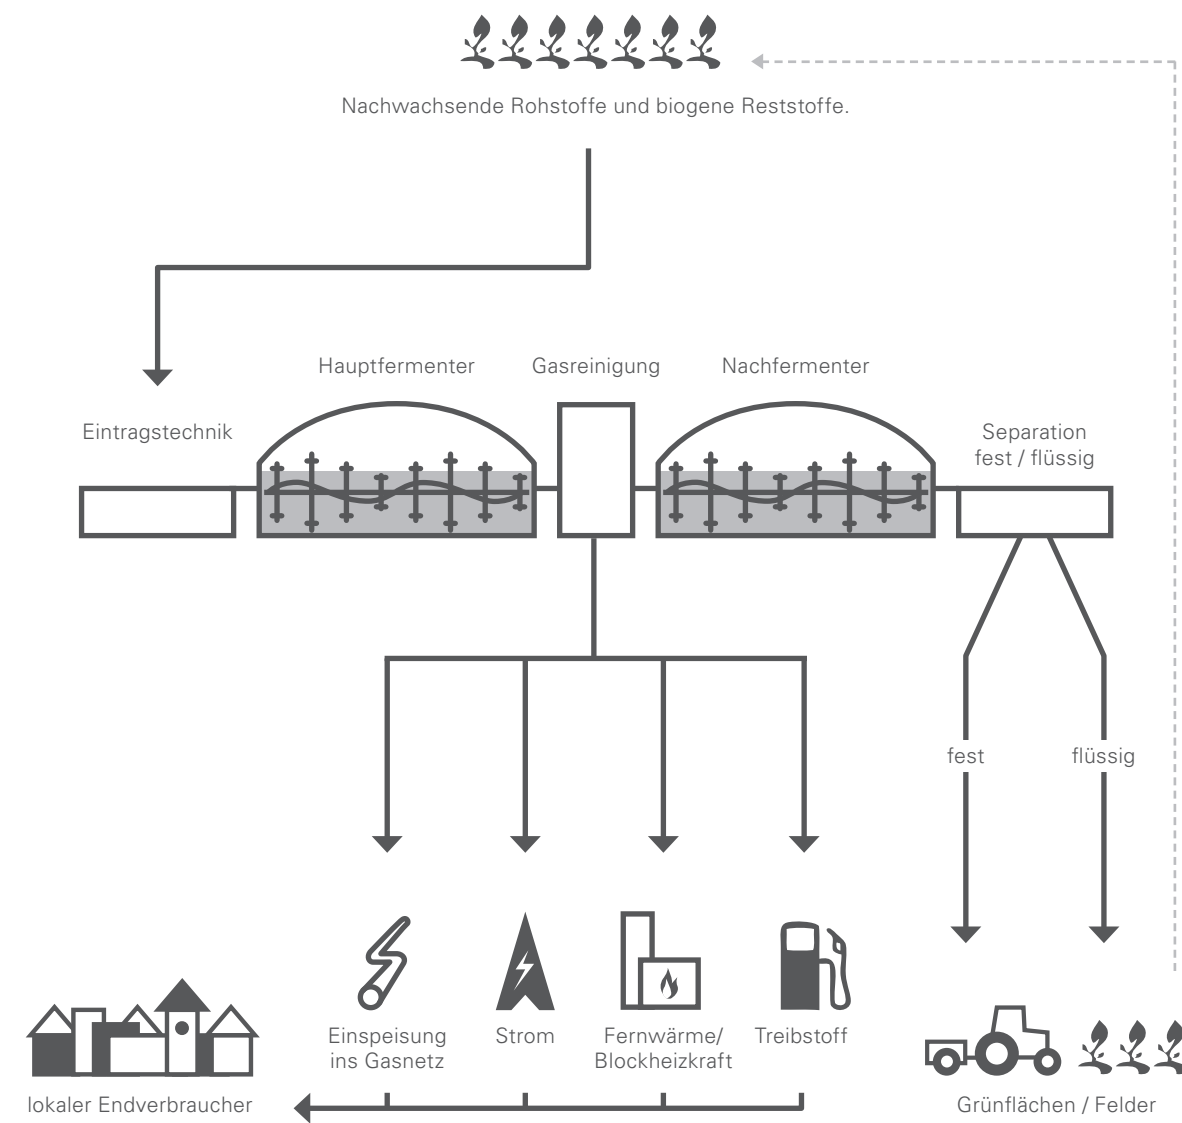 Nachwachsende Rohstoffe und biogene Reststoffe.
Hauptfermenter
Gasreinigung
Nachfermenter
Eintragstechnik
Separation
fest / flüssig
fest
flüssig
Einspeisung
ins Gasnetz
Strom
Fernwärme/
Blockheizkraft
Treibstoff
lokaler Endverbraucher
Grünflächen / Felder